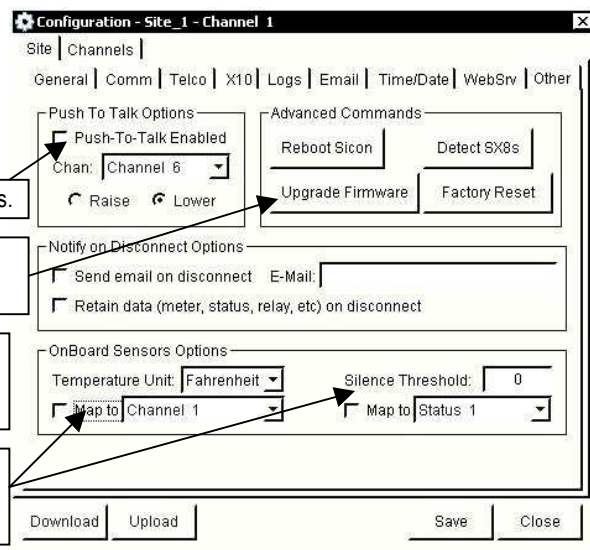 Configuration - Site_1 - Channel 1
Site Channels
General Comm Telco X10 Logs Email Time/Date WebSrv Other
Push To Talk Options
Push-To-Talk Enabled
Chan: Channel 6
Raise Lower
Advanced Commands
Reboot Sicon Detect SX8s
Upgrade Firmware Factory Reset
s.
Notify on Disconnect Options
Send email on disconnect E-Mail:
Retain data (meter, status, relay, etc) on disconnect
OnBoard Sensors Options
Temperature Unit: Fahrenheit Silence Threshold: 0
Map to Channel 1 Map to Status 1
Download Upload Save Close